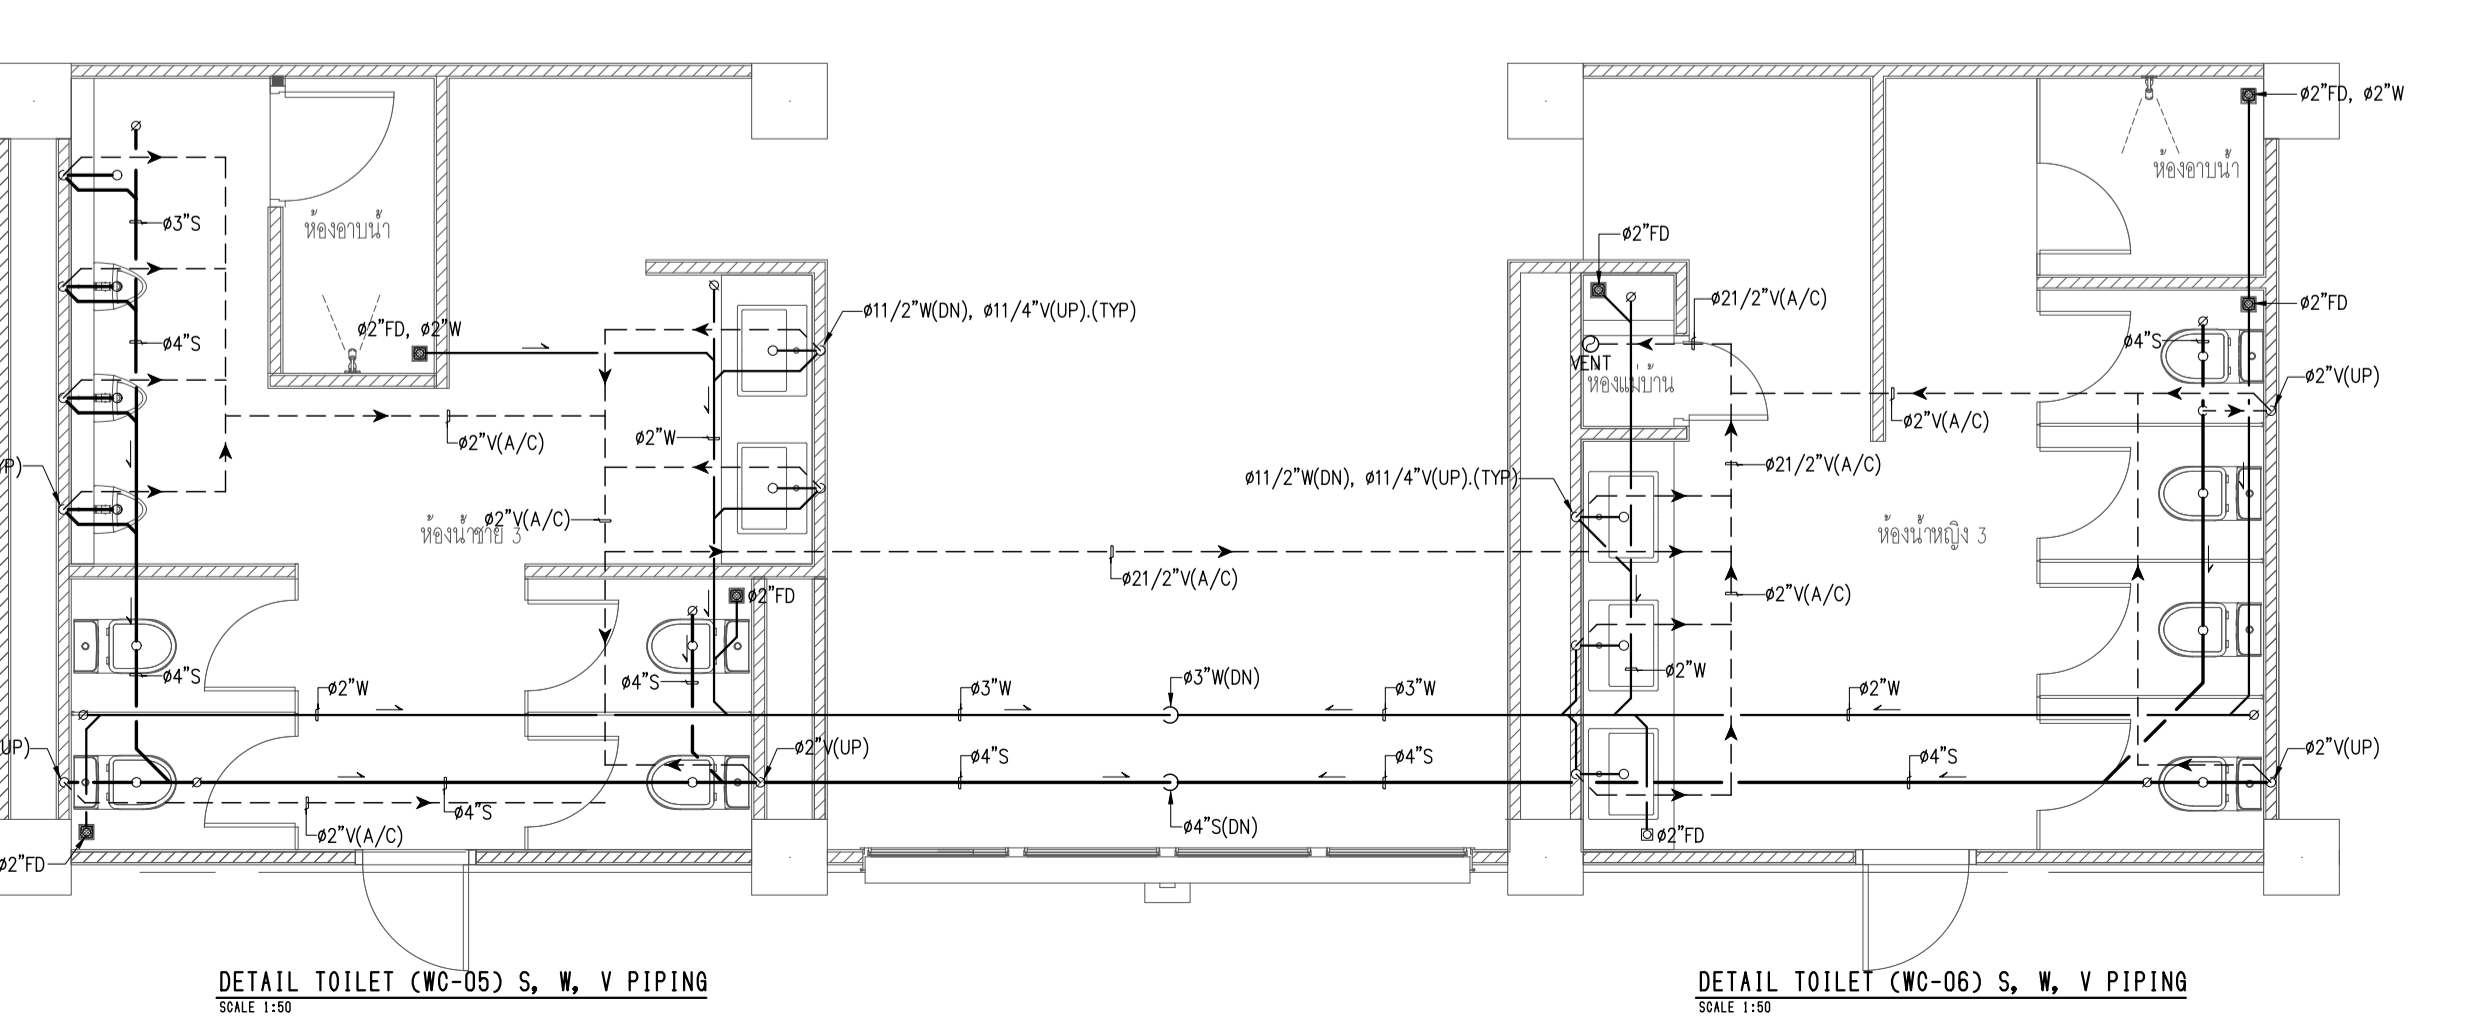 ø2"FD, ø2"W
ห้องอาบน้ำ
ø3"S
ห้องอาบน้ำ
ø2"FD
ø21/2"V(A/C)
ø2"FD
ø11/2"W(DN), ø11/4"V(UP).(TYP)
ø2"FD, ø2"W
ø4"S
ø4"S
VENT
ห้องแม่บ้าน
ø2"V(UP)
ø2"V(A/C)
ø2"W
ø2"V(A/C)
YP)
ø21/2"V(A/C)
ø11/2"W(DN), ø11/4"V(UP).(TYP)
ø2"V(A/C)
ห้องน้ำชาย 3
ห้องน้ำหญิง 3
ø21/2"V(A/C)
ø2"FD
ø2"V(A/C)
ø4"S
ø4"S
ø3"W(DN)
ø2"W
ø2"W
ø3"W
ø3"W
ø2"W
UP)
ø2"V(UP)
ø4"S
ø4"S
ø4"S
ø2"V(UP)
ø4"S
ø2"V(A/C)
ø4"S(DN)
ø2"FD
ø2"FD
DETAIL TOILET (WC-05) S, W, V PIPING
SCALE 1:50
DETAIL TOILET (WC-06) S, W, V PIPING
SCALE 1:50